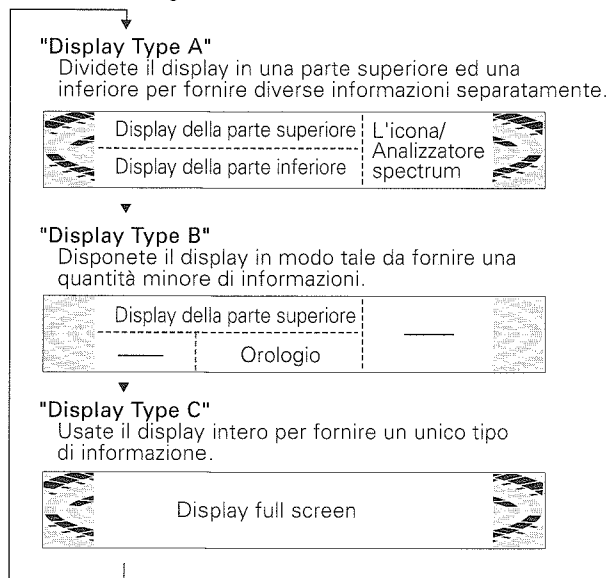 "Display Type A"
Dividete il display in una parte superiore ed una
inferiore per fornire diverse informazioni separatamente.
Display della parte superiore
Display della parte inferiore
L'icona/
Analizzatore
spectrum
"Display Type B"
Disponete il display in modo tale da fornire una
quantità minore di informazioni.
Display della parte superiore
Orologio
"Display Type C"
Usate il display intero per fornire un unico tipo
di informazione.
Display full screen